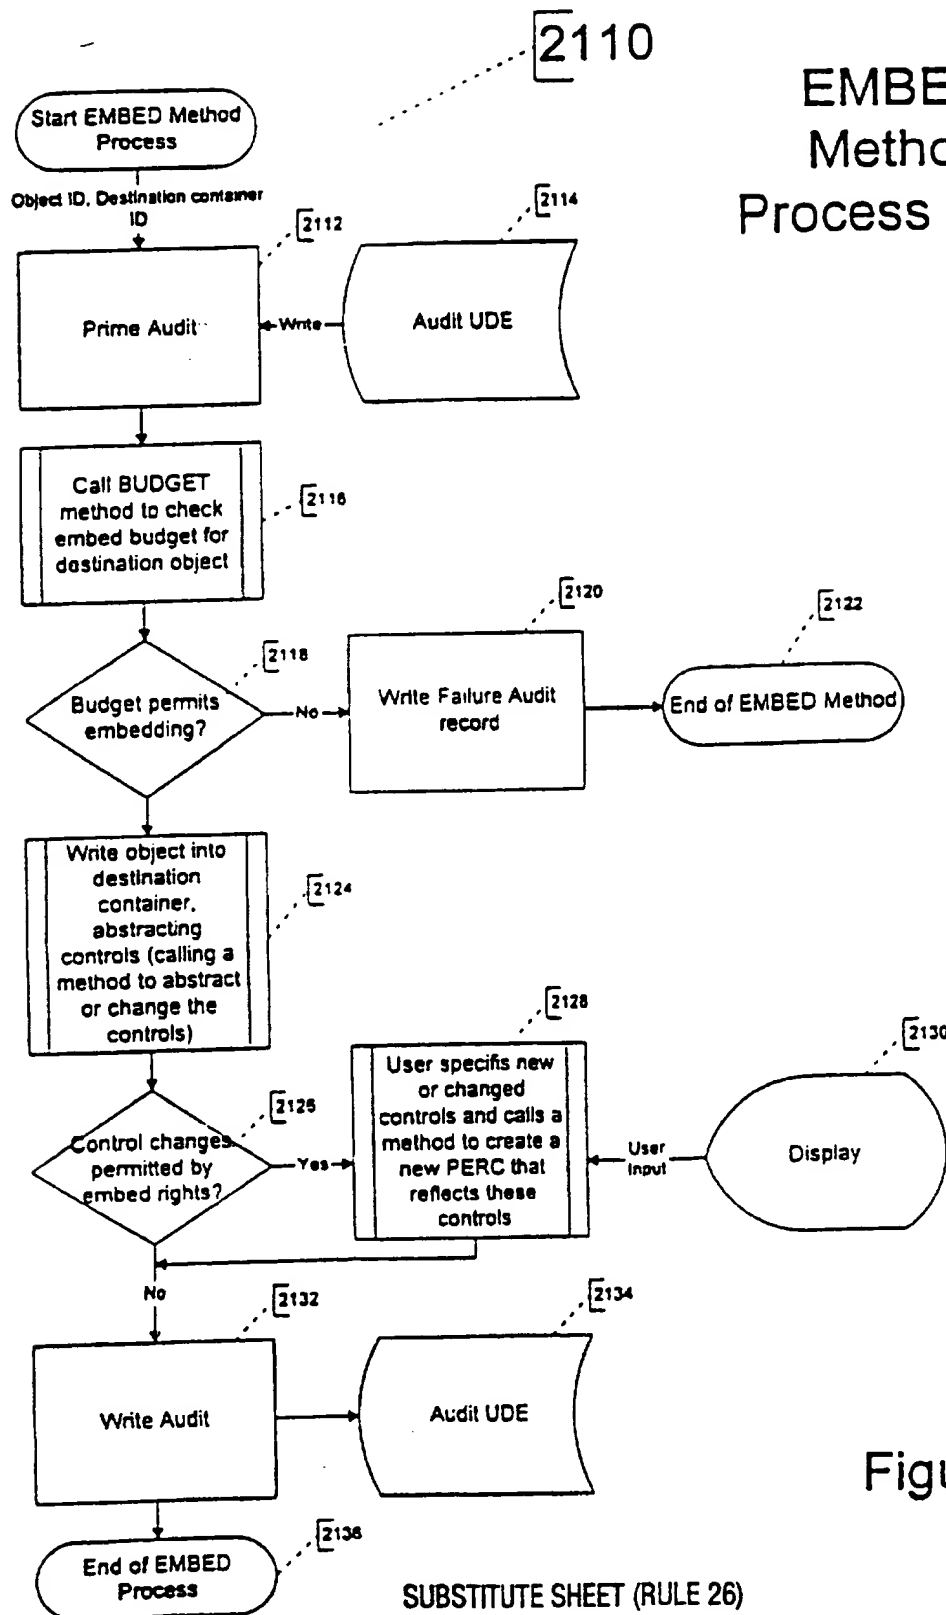 2110
EMBE
Metho
Process
Start EMBED Method
Process
Object ID, Destination container
ID
2112
2114
Prime Audit
Write
Audit UDE
Call BUDGET
method to check
embed budget for
destination object
2116
2118
2120
2122
Budget permits
embedding?
No
Write Failure Audit
record
End of EMBED Method
Write object into
destination
container,
abstracting
controls (calling a
method to abstract
or change the
controls)
2124
2126
2128
2130
Control changes
permitted by
embed rights?
Yes
User specifis new
or changed
controls and calls a
method to create a
new PERC that
reflects these
controls
User
Input
Display
No
2132
2134
Write Audit
Audit UDE
Figu
End of EMBED
Process
2136
SUBSTITUTE SHEET (RULE 26)